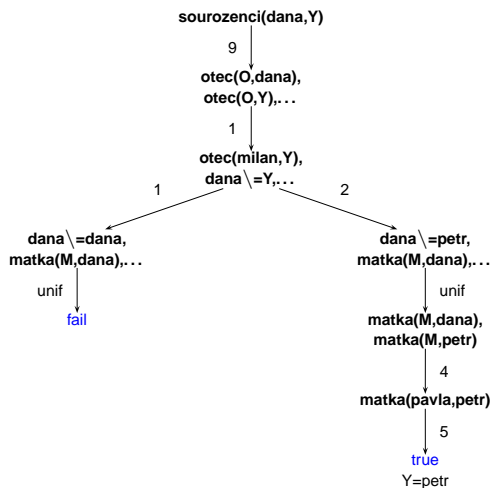 sourozenci(dana,Y)
9
otec(O,dana),
otec(O,Y),...
1
otec(milan,Y),
dana\=Y,...
1
2
dana\=dana,
matka(M,dana),...
dana\=petr,
matka(M,dana),...
unif
unif
fail
matka(M,dana),
matka(M,petr)
4
matka(pavla,petr)
5
true
Y=petr